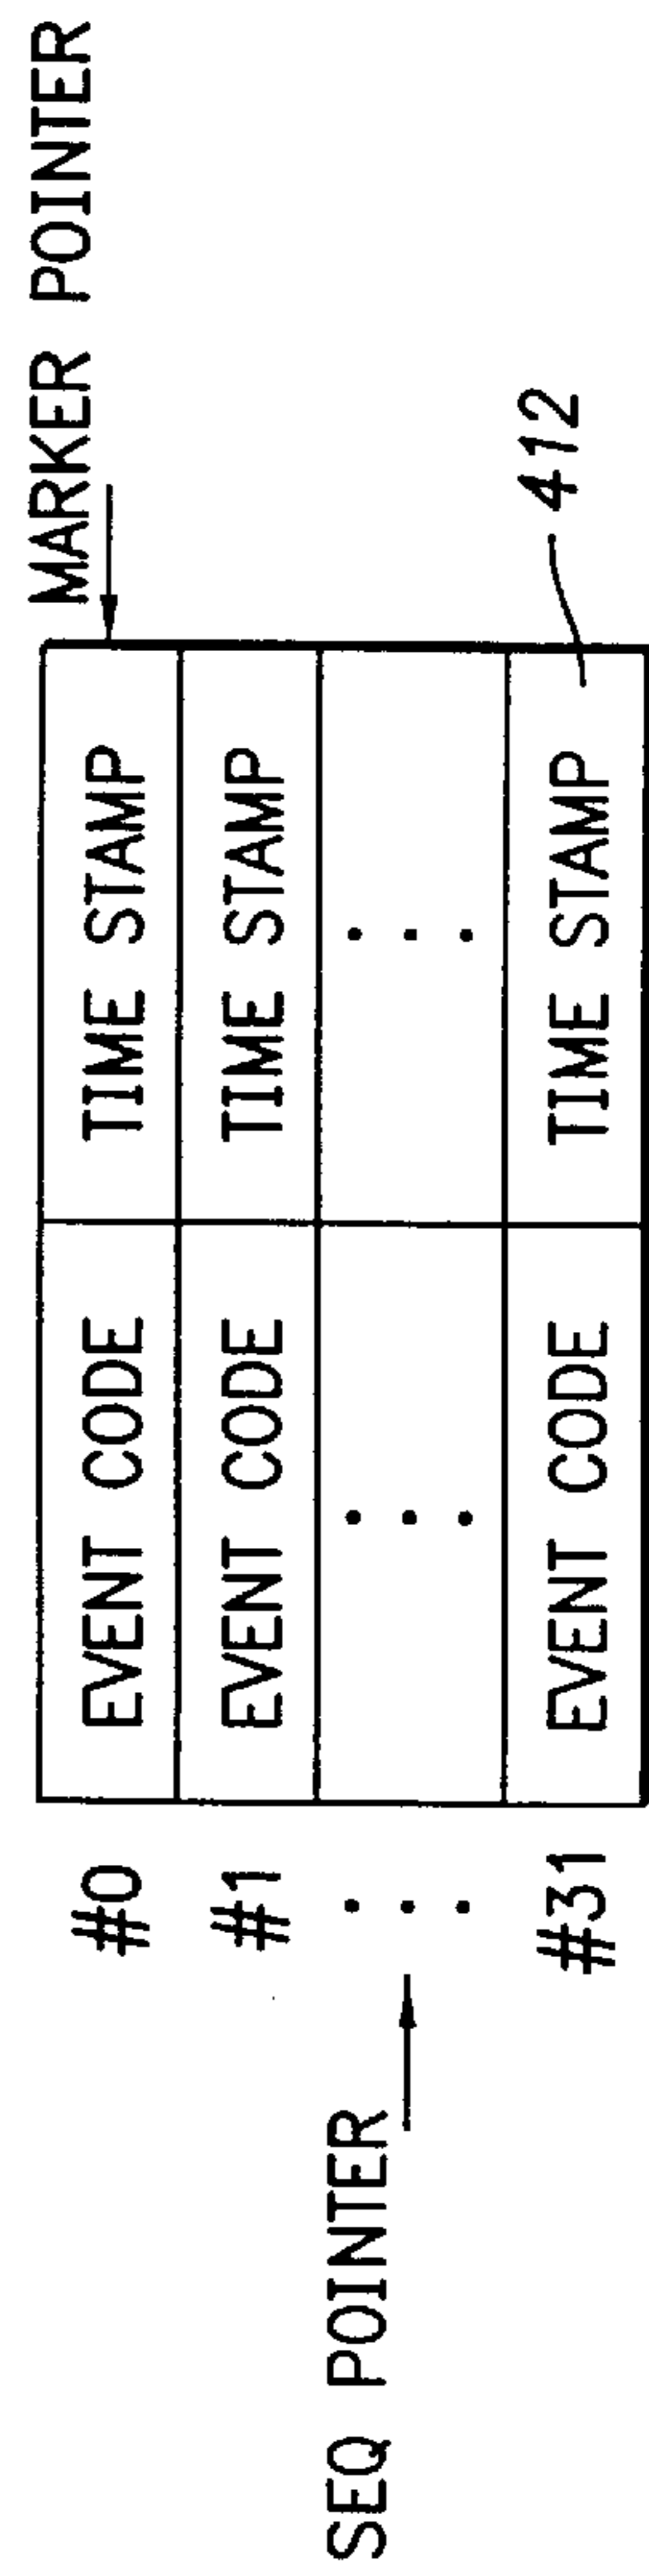 MARKER POINTER
#0 EVENT CODE TIME STAMP
#1 EVENT CODE TIME STAMP
SEQ POINTER ... ... ...
#31 EVENT CODE TIME STAMP 412